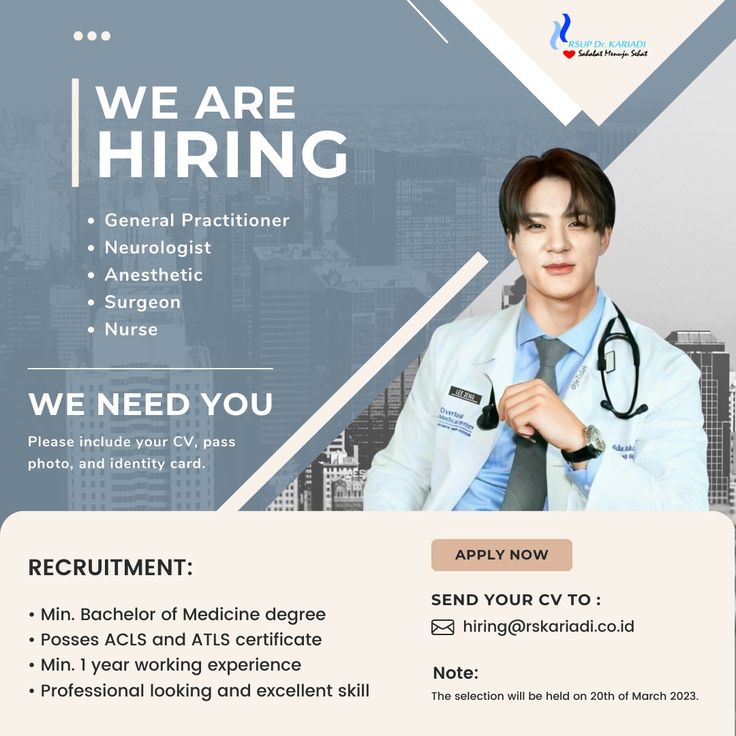 RSUP Dr. KARIADI
Sahabat Menuju Sehat
WE ARE
HIRING
• General Practitioner
• Neurologist
• Anesthetic
• Surgeon
• Nurse
WE NEED YOU
Please include your CV, pass
photo, and identity card.
LEE JENO
RECRUITMENT:
• Min. Bachelor of Medicine degree
• Posses ACLS and ATLS certificate
• Min. 1 year working experience
• Professional looking and excellent skill
APPLY NOW
SEND YOUR CV TO :
hiring@rskariadi.co.id
Note:
The selection will be held on 20th of March 2023.